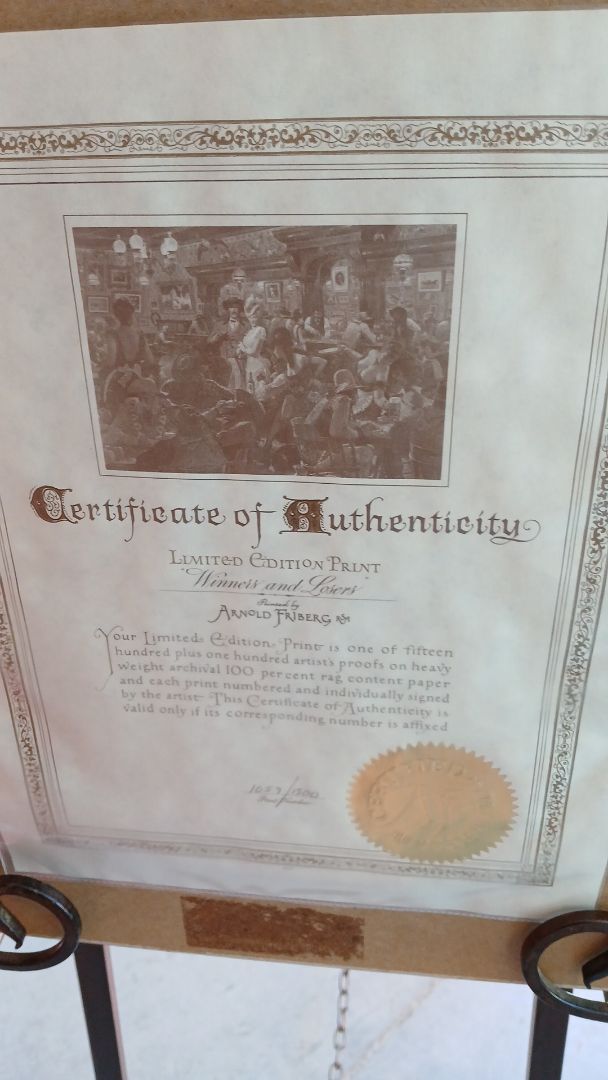 Certificate of Authenticity
LIMITED EDITION PRINT
"Winners and Losers"
Painted by
ARNOLD FRIBERG RSA
Your Limited Edition Print is one of fifteen
hundred plus one hundred artist's proofs on heavy
weight archival 100 per cent rag content paper
and each print numbered and individually signed
by the artist This Certificate of Authenticity is
valid only if its corresponding number is affixed
/1500
Print Number